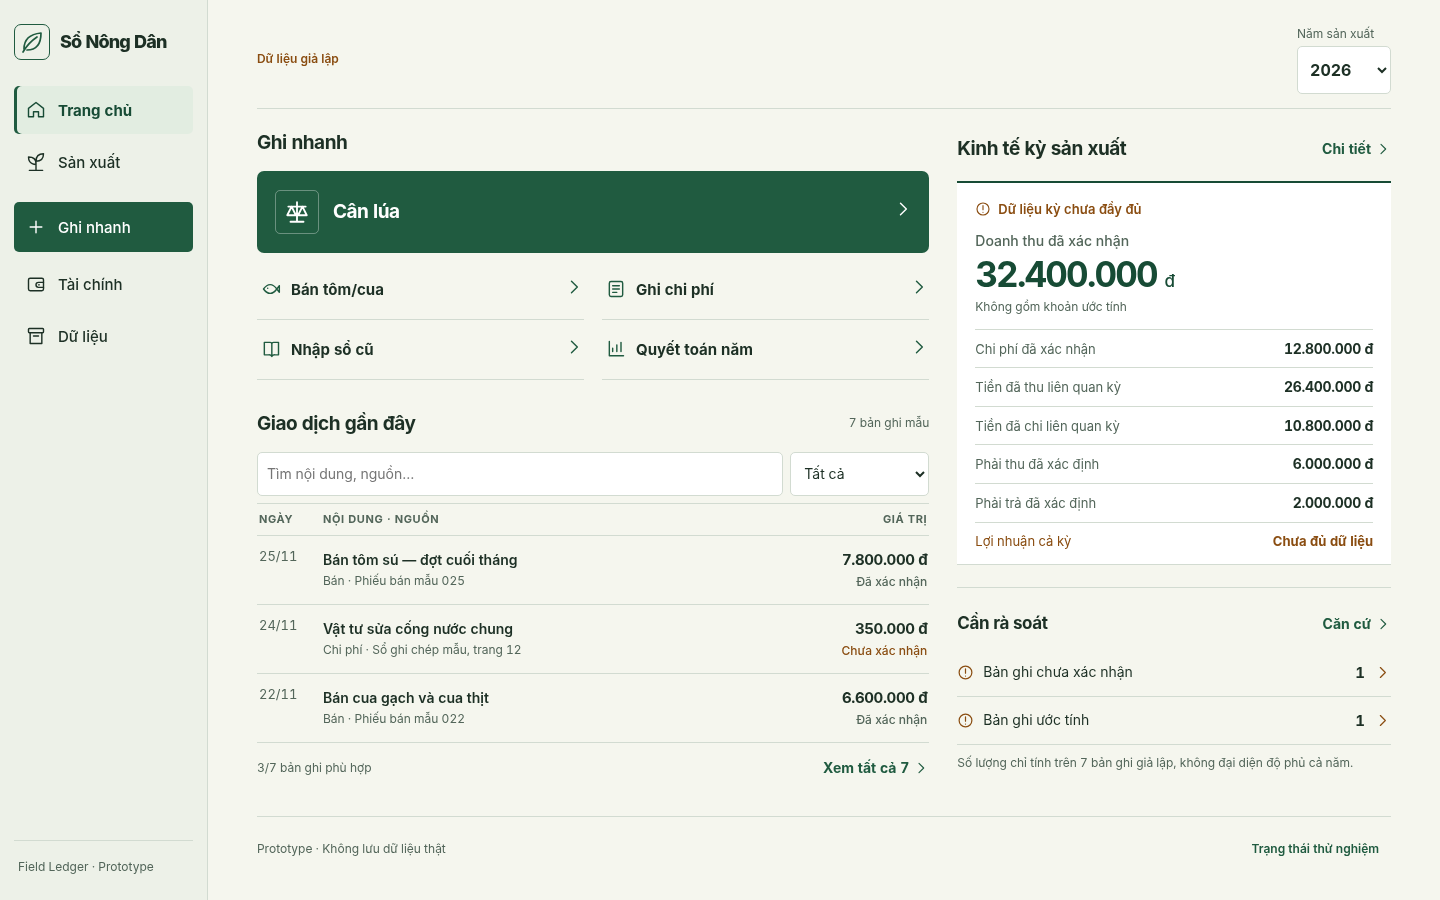 Sổ Nông Dân
Trang chủ
Sản xuất
Ghi nhanh
Tài chính
Dữ liệu
Field Ledger · Prototype
Dữ liệu giả lập
Năm sản xuất
2026
Ghi nhanh
Cân lúa
Bán tôm/cua
Ghi chi phí
Nhập sổ cũ
Quyết toán năm
Giao dịch gần đây
7 bản ghi mẫu
Tìm nội dung, nguồn...
Tất cả
NGÀY NỘI DUNG · NGUỒN GIÁ TRỊ
25/11 Bán tôm sú — đợt cuối tháng 7.800.000 đ
Bán · Phiếu bán mẫu 025 Đã xác nhận
24/11 Vật tư sửa cống nước chung 350.000 đ
Chi phí · Sổ ghi chép mẫu, trang 12 Chưa xác nhận
22/11 Bán cua gạch và cua thịt 6.600.000 đ
Bán · Phiếu bán mẫu 022 Đã xác nhận
3/7 bản ghi phù hợp
Xem tất cả 7
Kinh tế kỳ sản xuất
Chi tiết
Dữ liệu kỳ chưa đầy đủ
Doanh thu đã xác nhận
32.400.000 đ
Không gồm khoản ước tính
Chi phí đã xác nhận 12.800.000 đ
Tiền đã thu liên quan kỳ 26.400.000 đ
Tiền đã chi liên quan kỳ 10.800.000 đ
Phải thu đã xác định 6.000.000 đ
Phải trả đã xác định 2.000.000 đ
Lợi nhuận cả kỳ Chưa đủ dữ liệu
Cần rà soát
Căn cứ
Bản ghi chưa xác nhận 1
Bản ghi ước tính 1
Số lượng chỉ tính trên 7 bản ghi giả lập, không đại diện độ phủ cả năm.
Prototype · Không lưu dữ liệu thật
Trạng thái thử nghiệm